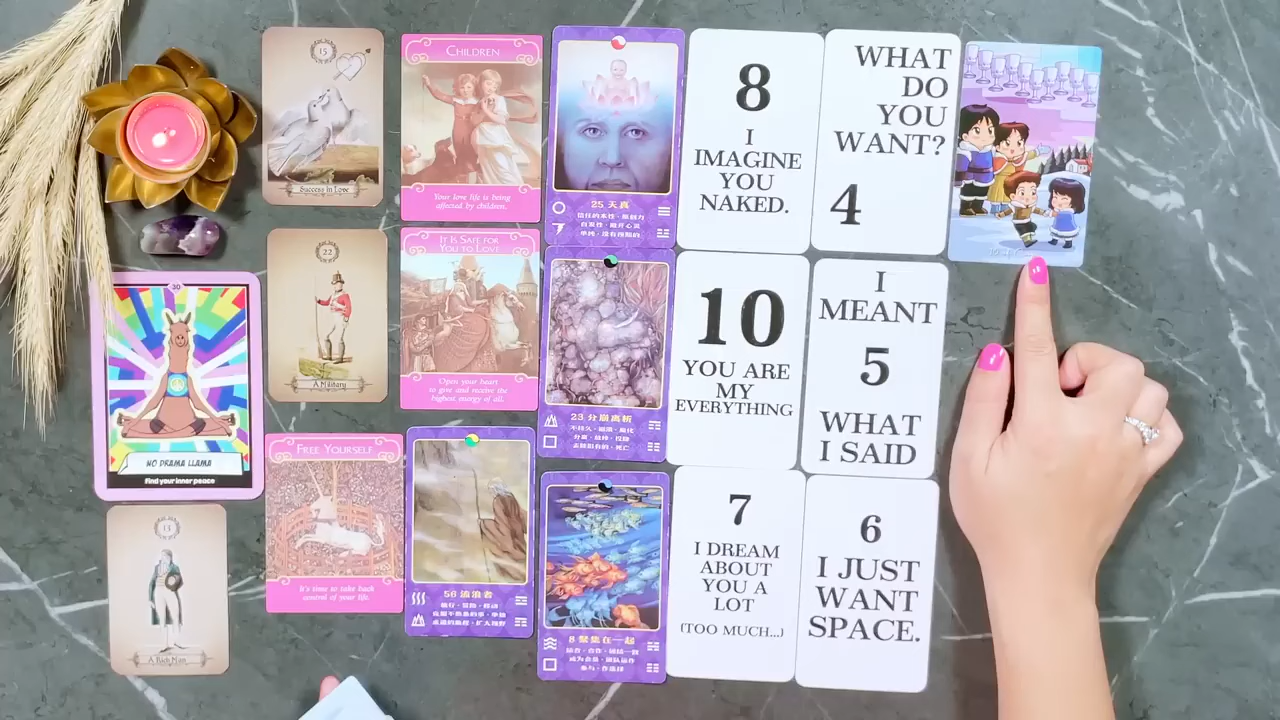 15
Success In Love
CHILDREN
Your love life is being
affected by children.
25 天真
8
I
IMAGINE
YOU
NAKED.
WHAT
DO
YOU
WANT?
4
22
A Military
IT IS SAFE FOR
YOU TO LOVE
Open your heart
to give and receive the
highest energy of all.
23 分崩离析
10
YOU ARE
MY
EVERYTHING
I
MEANT
5
WHAT
I SAID
30
NO DRAMA LLAMA
Find your inner peace
FREE YOURSELF
It's time to take back
control of your life.
56 流浪者
8 聚集在一起
7
I DREAM
ABOUT
YOU A
LOT
(TOO MUCH...)
6
I JUST
WANT
SPACE.
13
A Rich Man